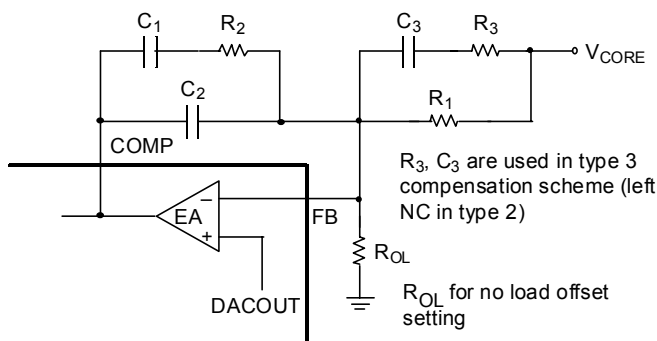 C1
R2
C3
R3
VCORE
C2
R1
COMP
R3, C3 are used in type 3
compensation scheme (left
NC in type 2)
EA
−
+
FB
ROL
DACOUT
ROL for no load offset
setting